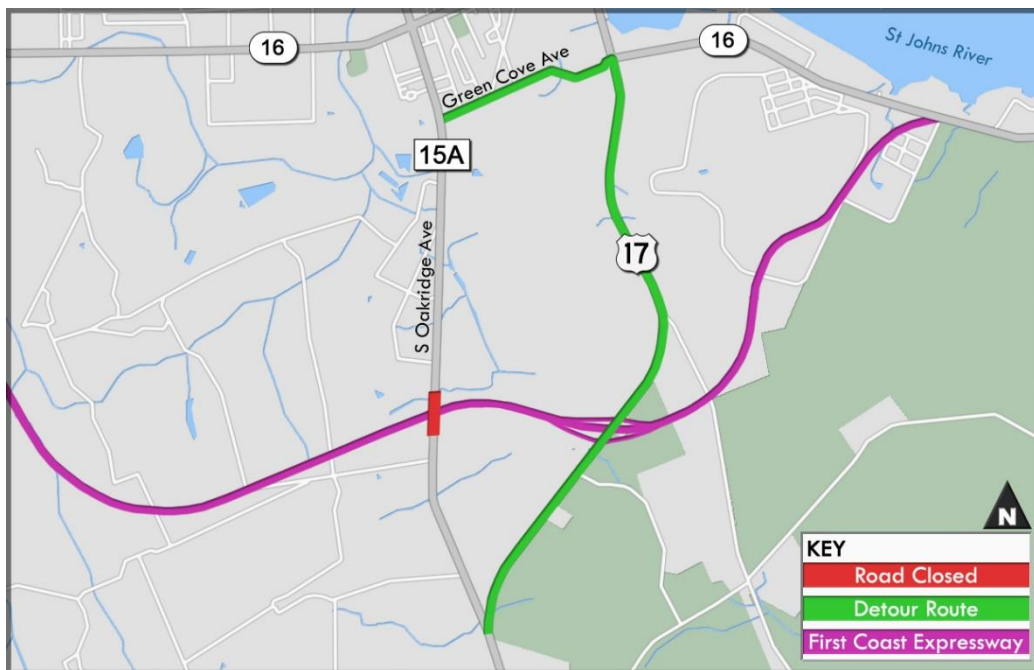 16
16
St Johns River
Green Cove Ave
15A
S Oakridge Ave
17
N
KEY
Road Closed
Detour Route
First Coast Expressway